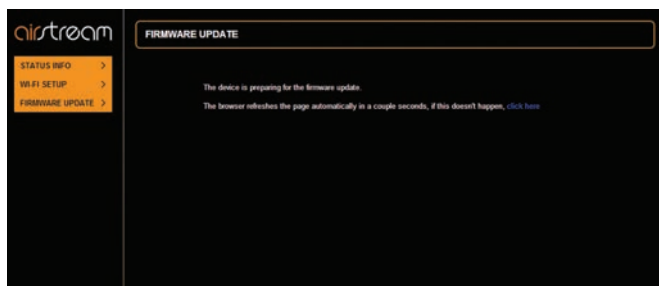 airstream
FIRMWARE UPDATE
STATUS INFO >
WI-FI SETUP >
FIRMWARE UPDATE >
The device is preparing for the firmware update.
The browser refreshes the page automatically in a couple seconds, if this doesn't happen, click here